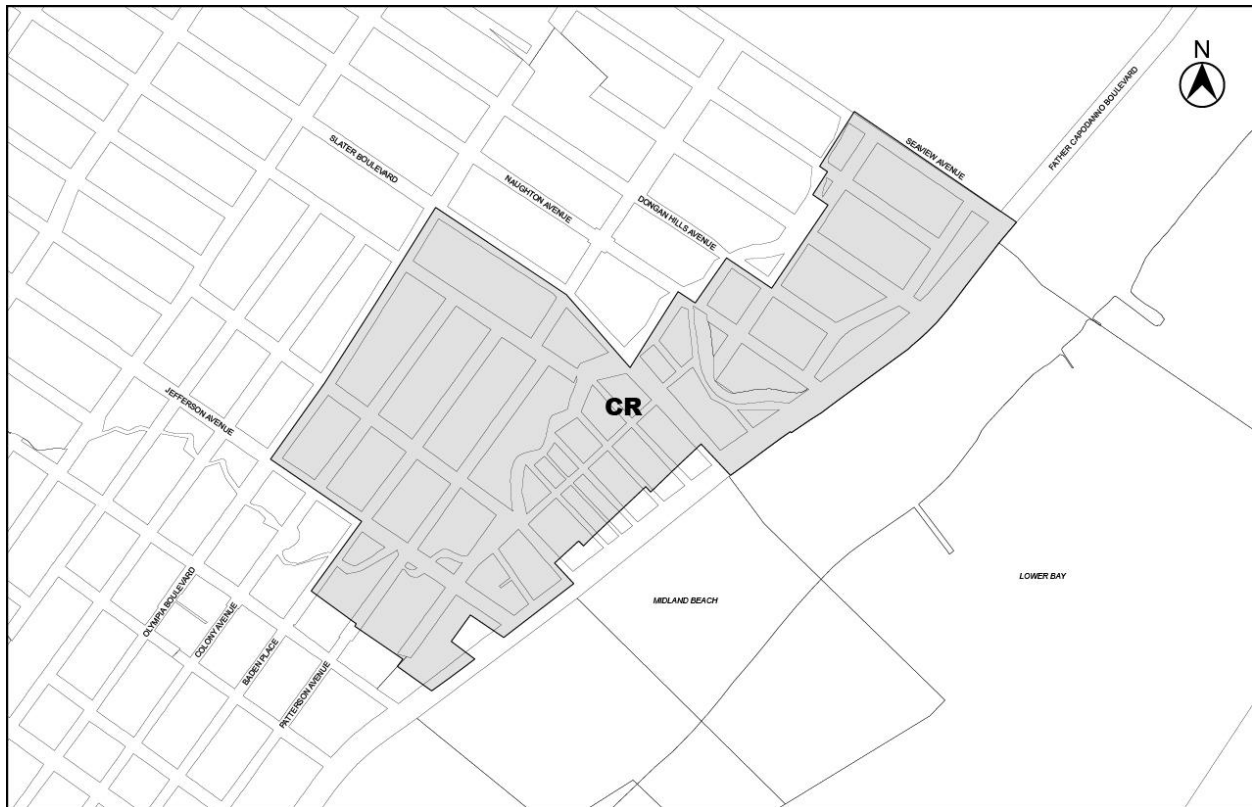 N
SEAVIEW AVENUE
FATHER CAPODANNO BOULEVARD
SLATER BOULEVARD
NAUGHTON AVENUE
DONGAN HILLS AVENUE
JEFFERSON AVENUE
CR
OLYMPIA BOULEVARD
COLONY AVENUE
BADEN PLACE
PATTERSON AVENUE
MIDLAND BEACH
LOWER BAY